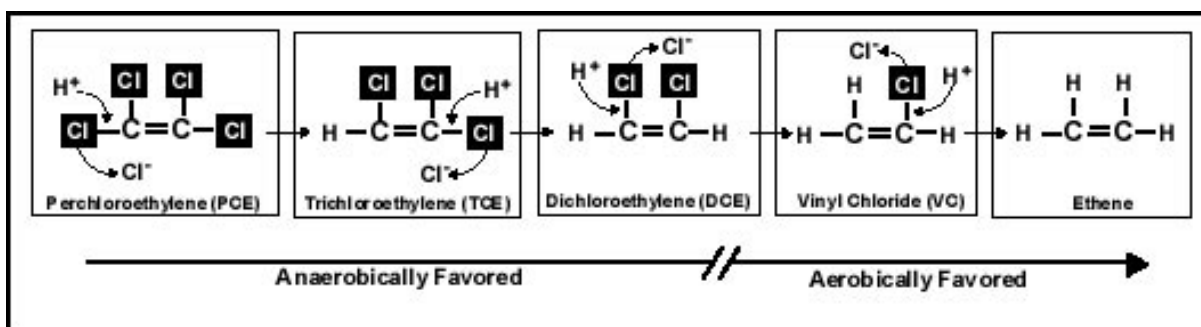 Cl Cl
H⁺
Cl C=C Cl
Cl⁻
Perchloroethylene (PCE)
Cl Cl
H⁺
H C=C Cl
Cl⁻
Trichloroethylene (TCE)
Cl⁻
H⁺ Cl Cl
H C=C H
Dichloroethylene (DCE)
Cl⁻
H Cl H⁺
H C=C H
Vinyl Chloride (VC)
H H
H C=C H
Ethene
Anaerobically Favored
Aerobically Favored